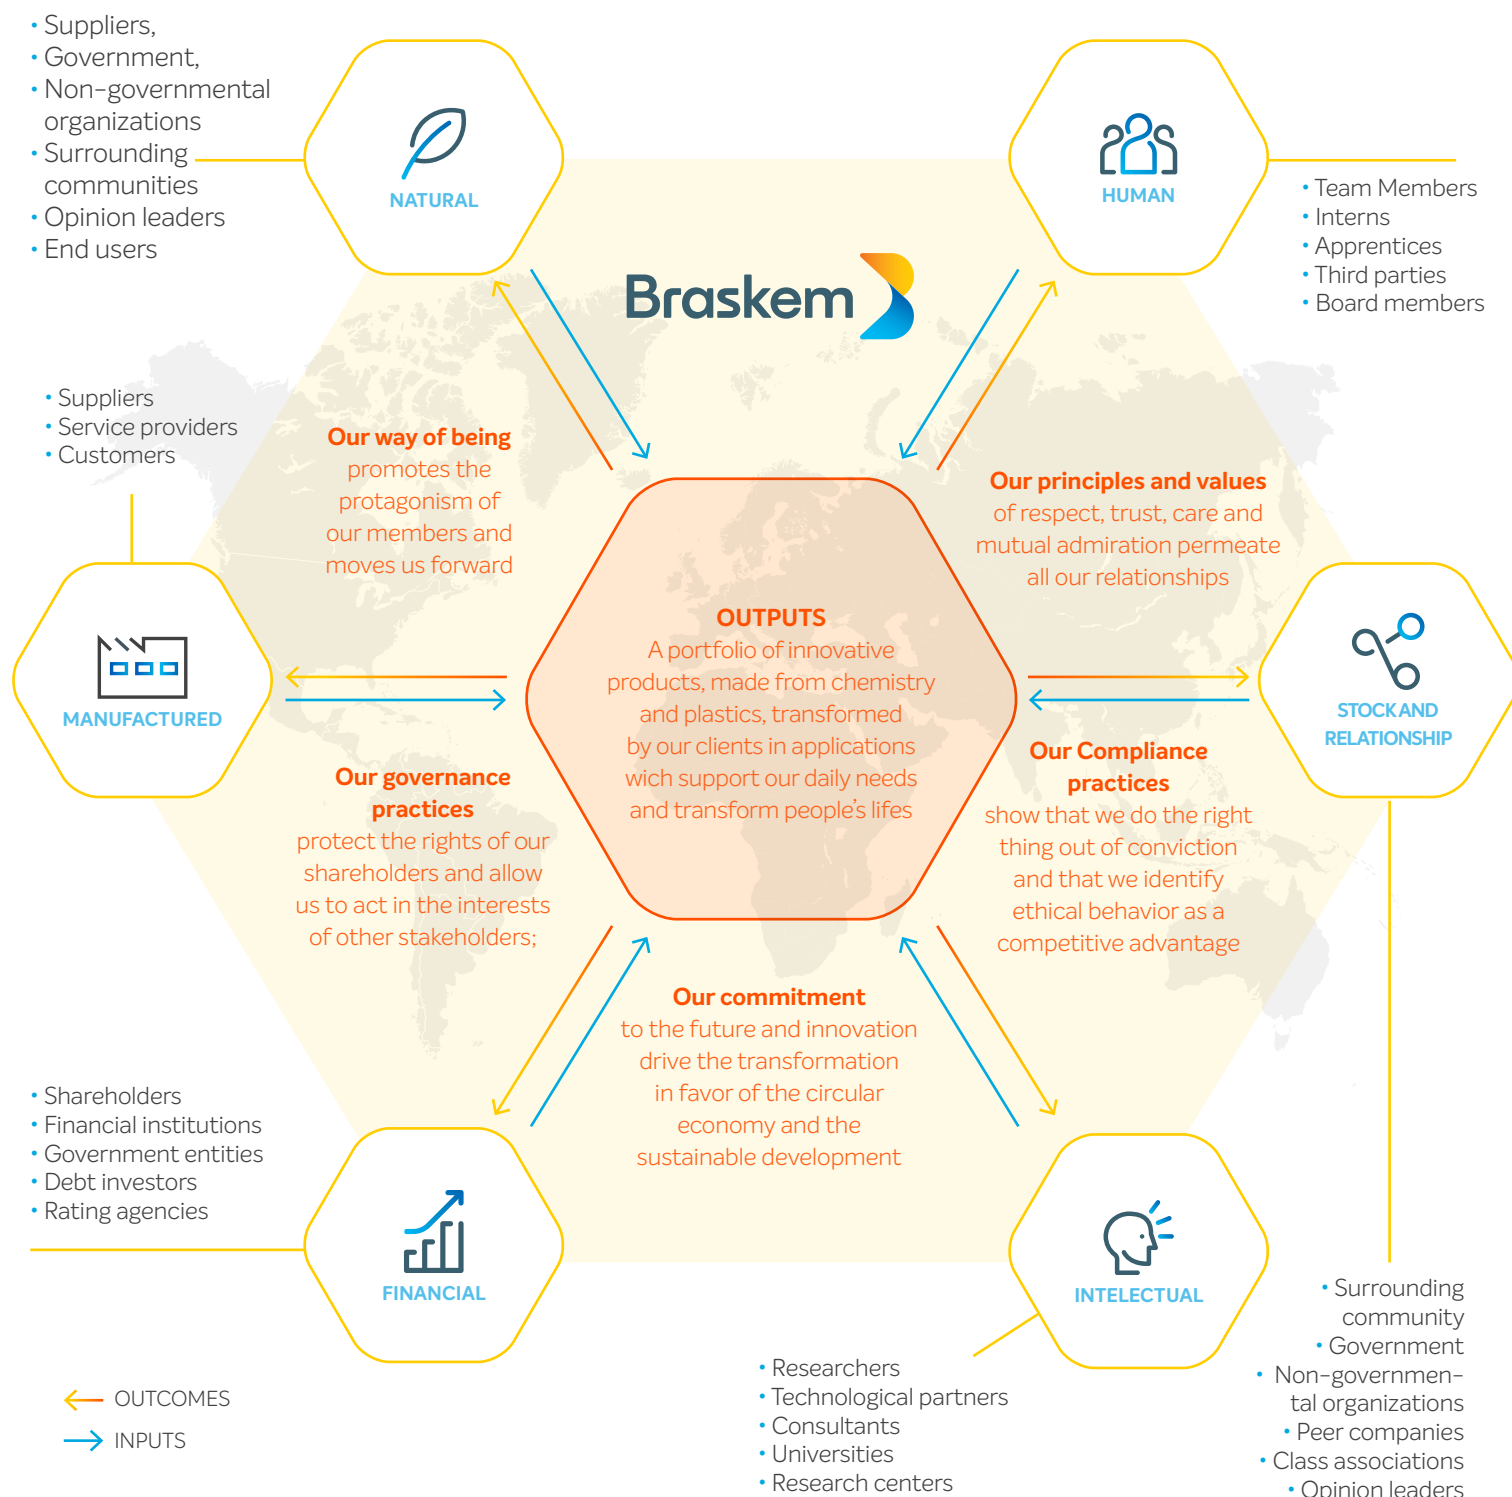 • Suppliers,
• Government,
• Non-governmental
organizations
• Surrounding
communities
• Opinion leaders
• End users
NATURAL
HUMAN
• Team Members
• Interns
• Apprentices
• Third parties
• Board members
Braskem
• Suppliers
• Service providers
• Customers
MANUFACTURED
Our way of being
promotes the
protagonism of
our members and
moves us forward
Our principles and values
of respect, trust, care and
mutual admiration permeate
all our relationships
OUTPUTS
A portfolio of innovative
products, made from chemistry
and plastics, transformed
by our clients in applications
wich support our daily needs
and transform people's lifes
STOCK AND
RELATIONSHIP
Our governance
practices
protect the rights of our
shareholders and allow
us to act in the interests
of other stakeholders;
Our Compliance
practices
show that we do the right
thing out of conviction
and that we identify
ethical behavior as a
competitive advantage
Our commitment
to the future and innovation
drive the transformation
in favor of the circular
economy and the
sustainable development
• Shareholders
• Financial institutions
• Government entities
• Debt investors
• Rating agencies
FINANCIAL
INTELECTUAL
• Researchers
• Technological partners
• Consultants
• Universities
• Research centers
• Surrounding
community
• Government
• Non-governmen-
tal organizations
• Peer companies
• Class associations
• Opinion leaders
OUTCOMES
INPUTS